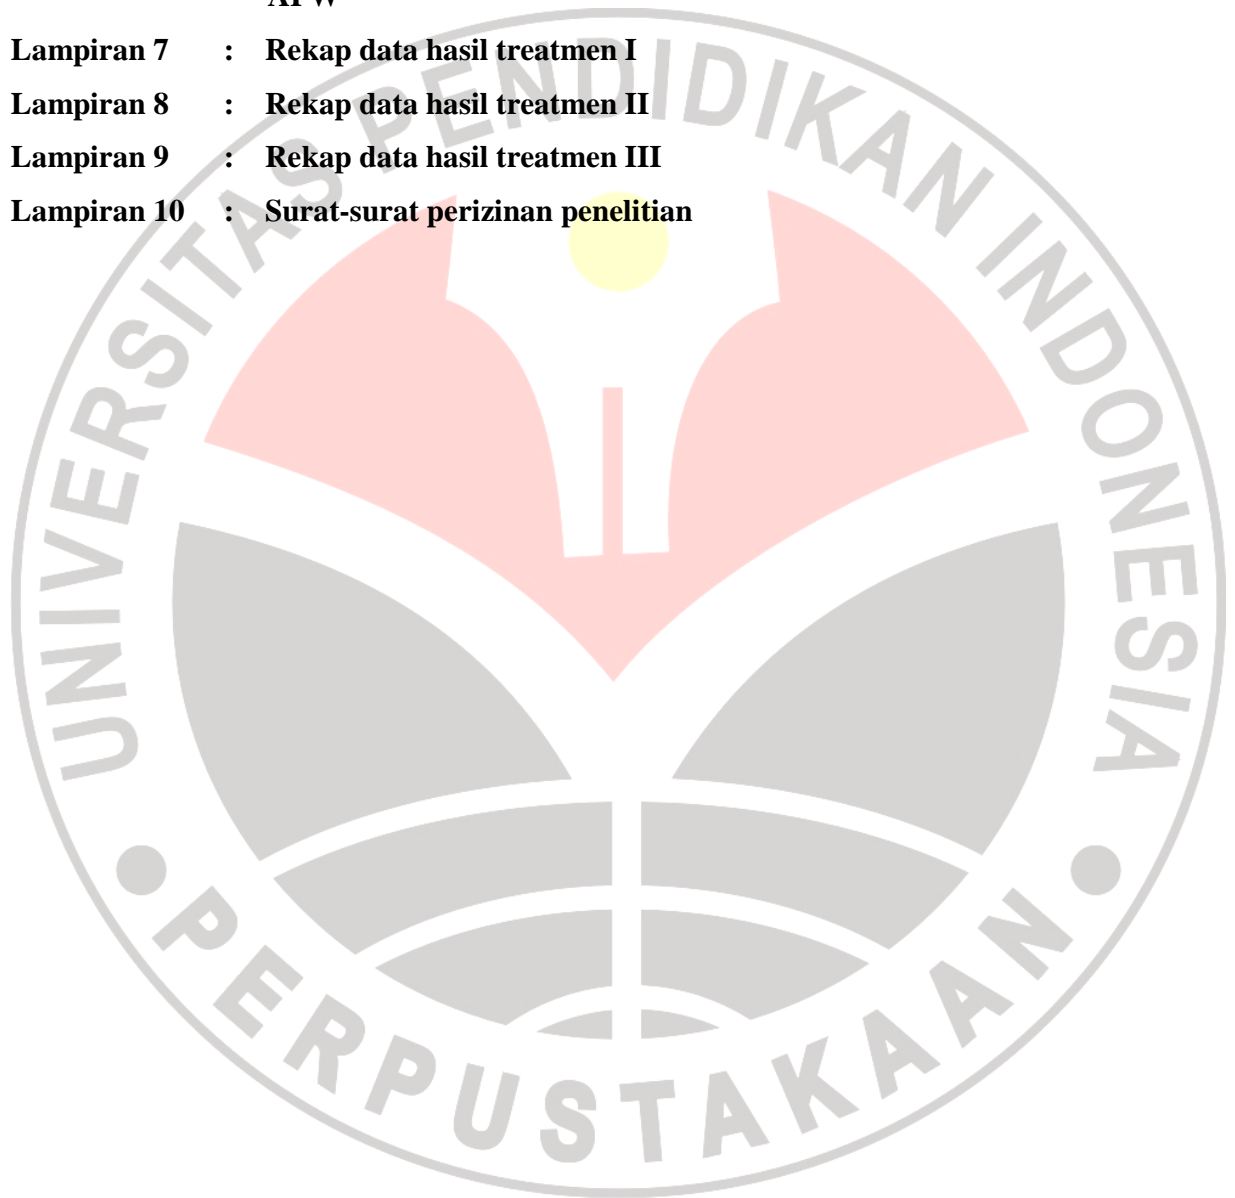 Lampiran 7 : Rekap data hasil treatmen I
Lampiran 8 : Rekap data hasil treatmen II
Lampiran 9 : Rekap data hasil treatmen III
Lampiran 10 : Surat-surat perizinan penelitian
UNIVERSITAS PENDIDIKAN INDONESIA
PERPUSTAKAAN